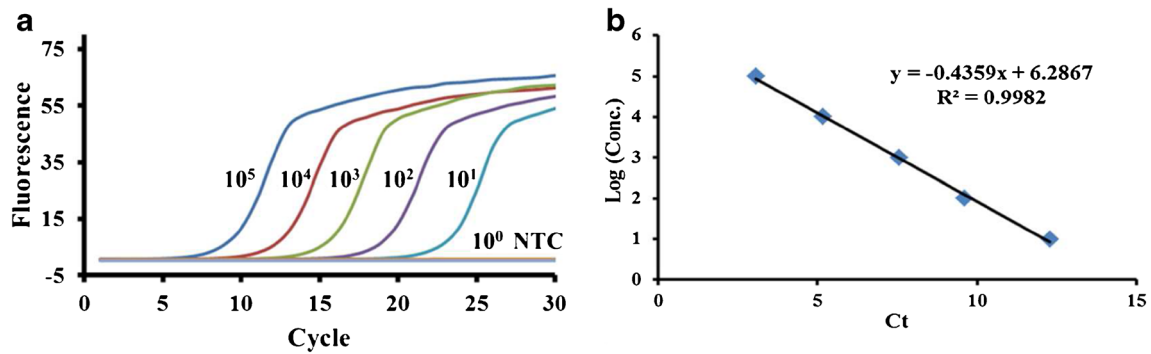 a
Fluorescence
75
55
35
15
-5
10⁵ 10⁴ 10³ 10² 10¹
10⁰ NTC
0 5 10 15 20 25 30
Cycle
b
Log (Conc.)
6
5
4
3
2
1
0
y = -0.4359x + 6.2867
R² = 0.9982
0 5 10 15
Ct